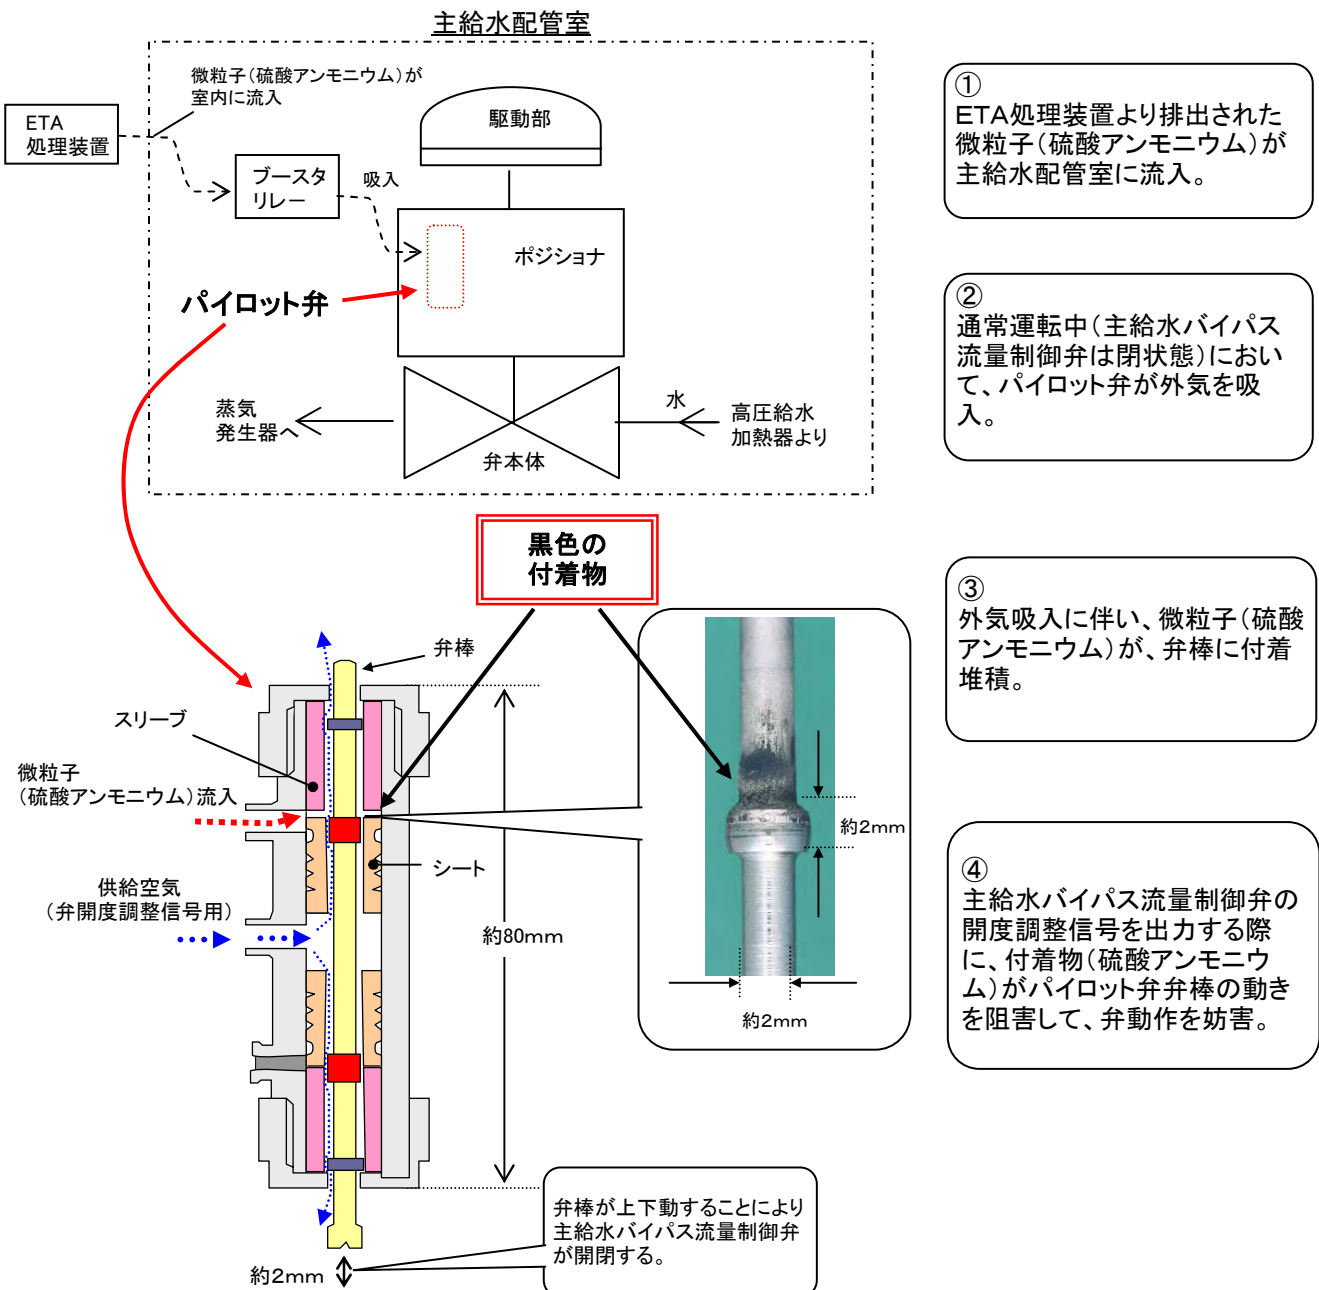 主給水配管室
微粒子(硫酸アンモニウム)が
室内に流入
ETA
処理装置
ブースタ
リレー
吸入
駆動部
ポジショナ
パイロット弁
蒸気
発生器へ
水
高圧給水
加熱器より
弁本体
①
ETA処理装置より排出された
微粒子(硫酸アンモニウム)が
主給水配管室に流入。
②
通常運転中(主給水バイパス
流量制御弁は閉状態)におい
て、パイロット弁が外気を吸
入。
③
外気吸入に伴い、微粒子(硫酸
アンモニウム)が、弁棒に付着
堆積。
④
主給水バイパス流量制御弁の
開度調整信号を出力する際
に、付着物(硫酸アンモニウ
ム)がパイロット弁弁棒の動き
を阻害して、弁動作を妨害。
黒色の
付着物
弁棒
スリーブ
微粒子
(硫酸アンモニウム)流入
シート
供給空気
(弁開度調整信号用)
約80mm
約2mm
約2mm
弁棒が上下動することにより
主給水バイパス流量制御弁
が開閉する。
約2mm